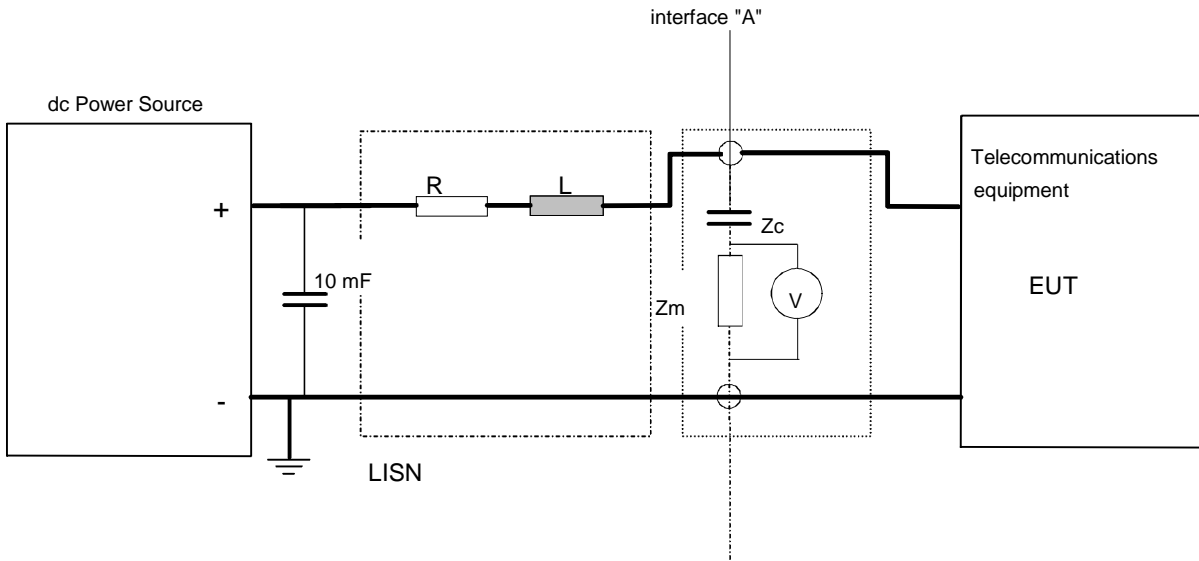 interface "A"
dc Power Source
Telecommunications
equipment
R
L
+
Zc
10 mF
EUT
Zm
V
-
LISN